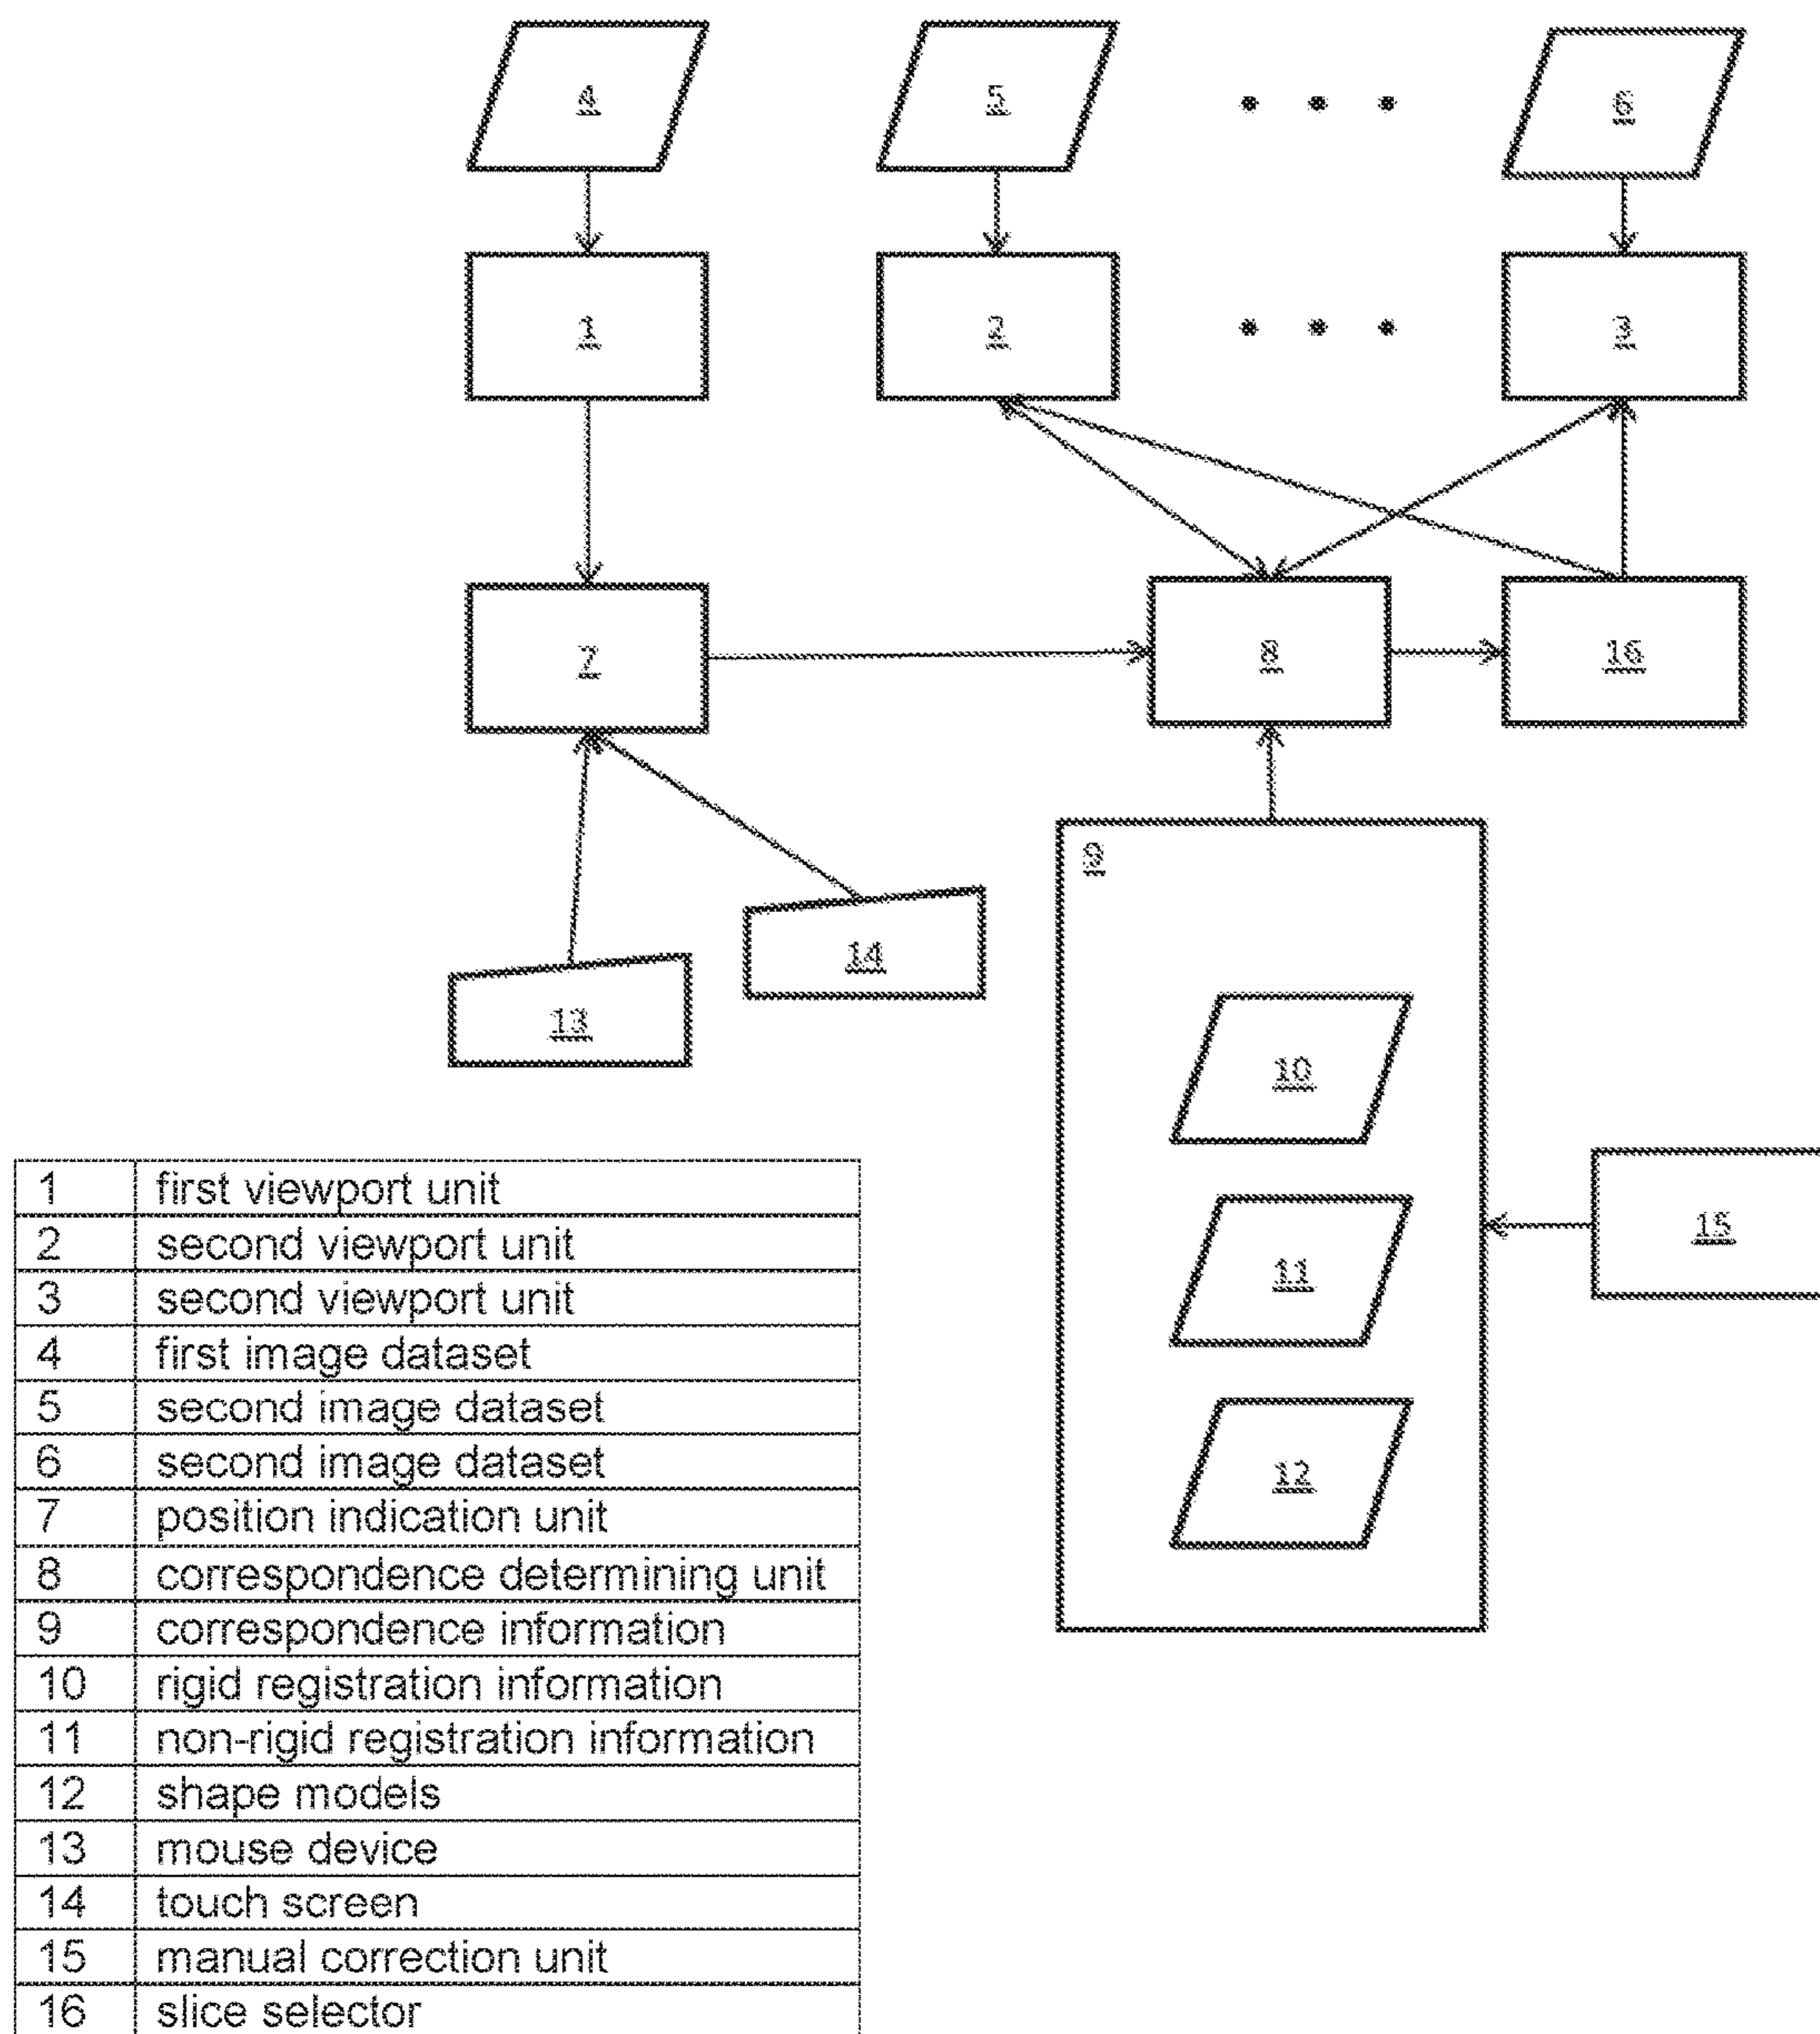 4
5
6
1
2
3
7
8
16
9
14
13
10
11
15
12
1 first viewport unit
2 second viewport unit
3 second viewport unit
4 first image dataset
5 second image dataset
6 second image dataset
7 position indication unit
8 correspondence determining unit
9 correspondence information
10 rigid registration information
11 non-rigid registration information
12 shape models
13 mouse device
14 touch screen
15 manual correction unit
16 slice selector